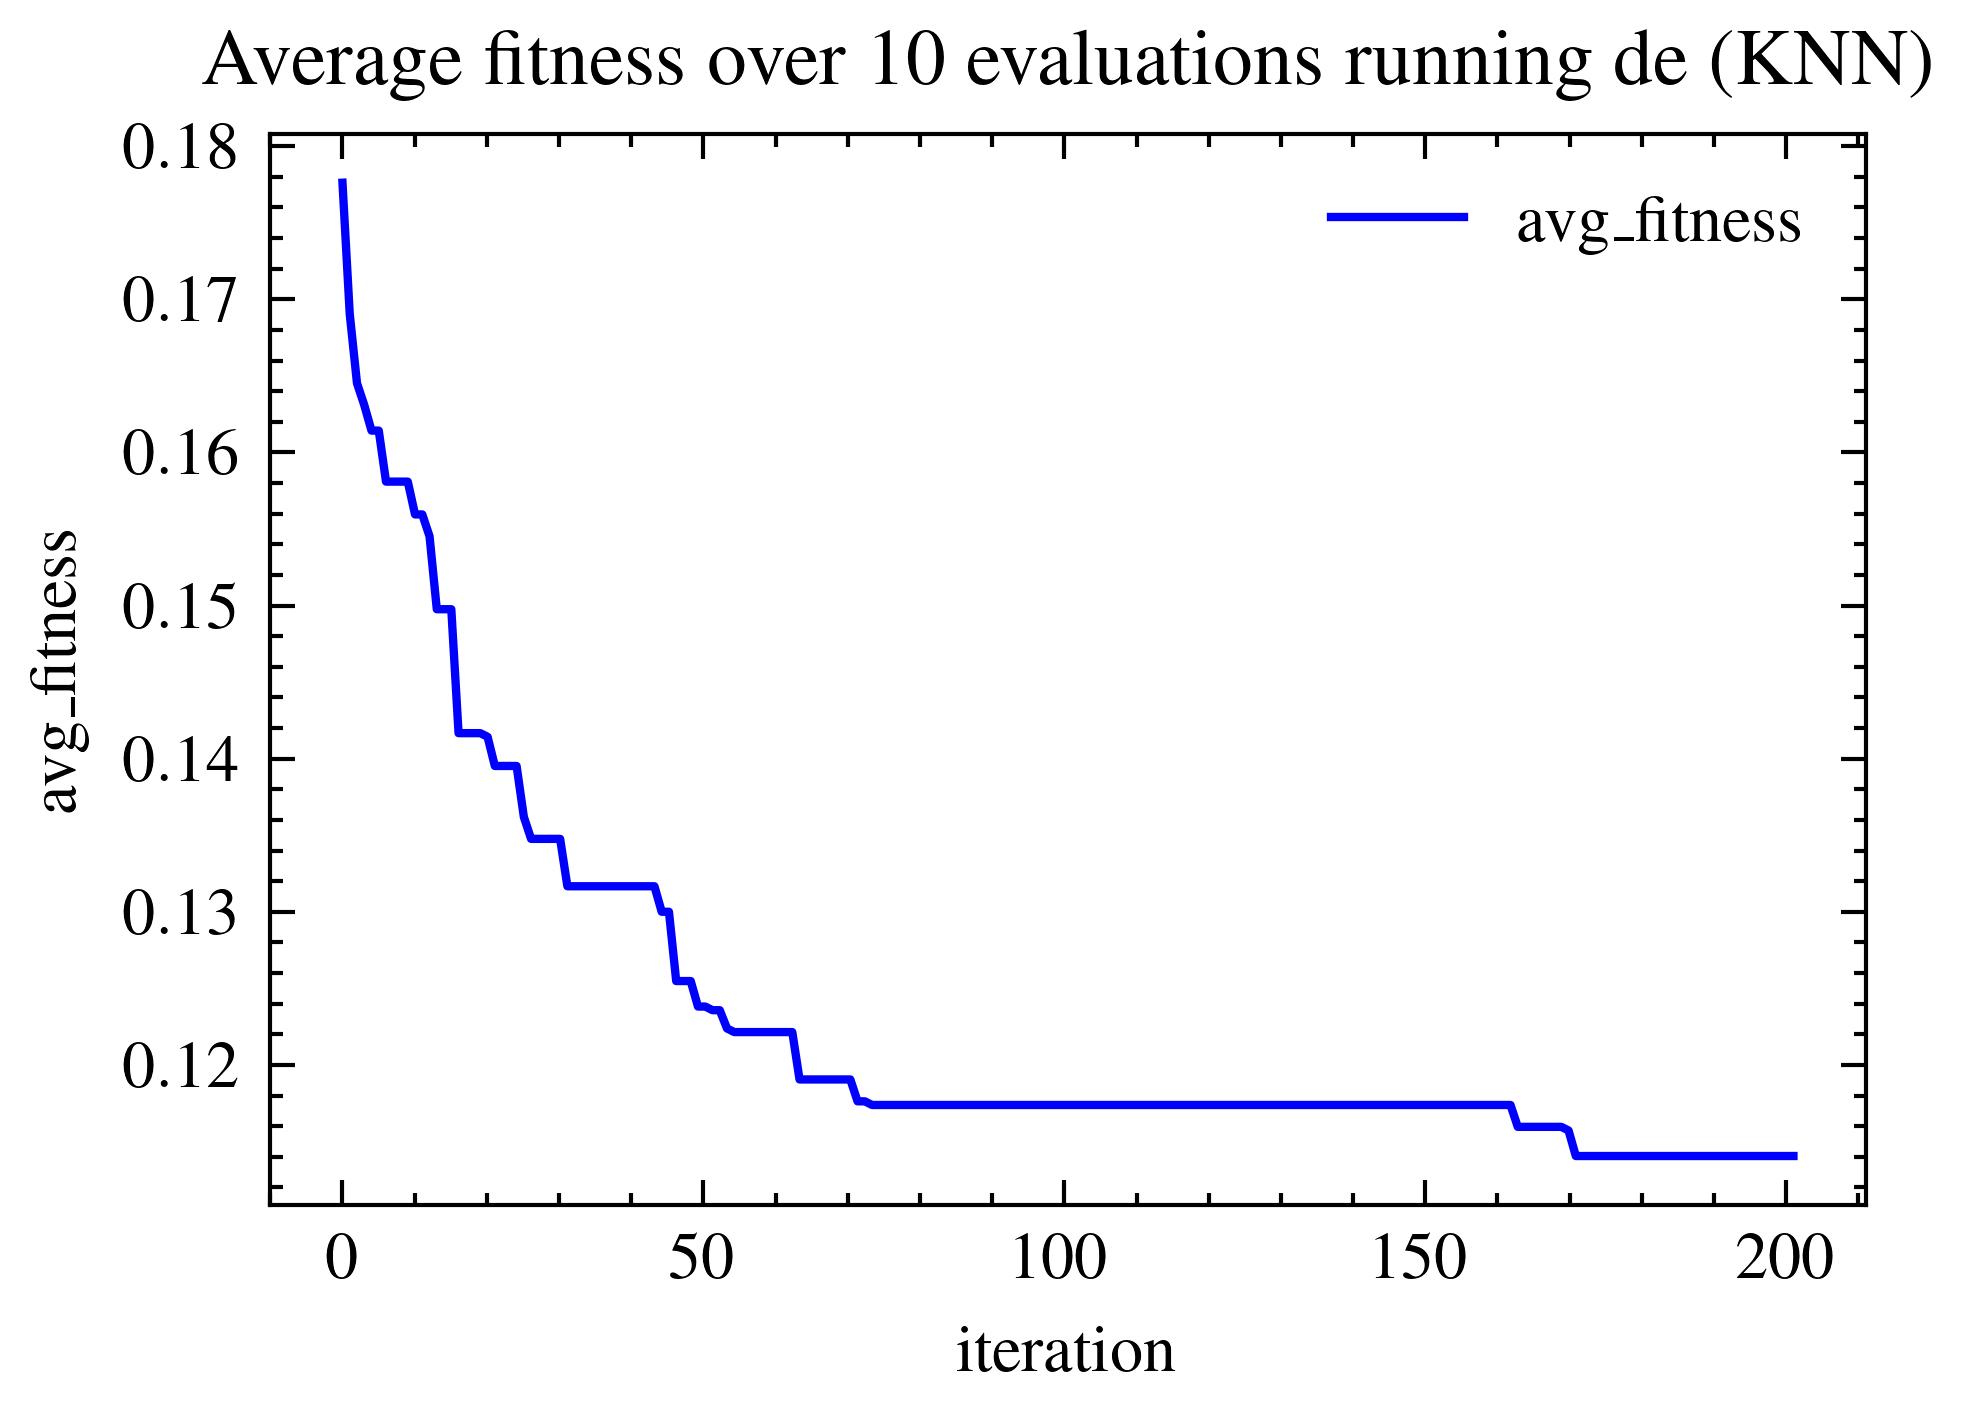 Average fitness over 10 evaluations running de (KNN)
0.18
0.17
0.16
0.15
0.14
0.13
0.12
avg_fitness
avg_fitness
0 50 100 150 200
iteration